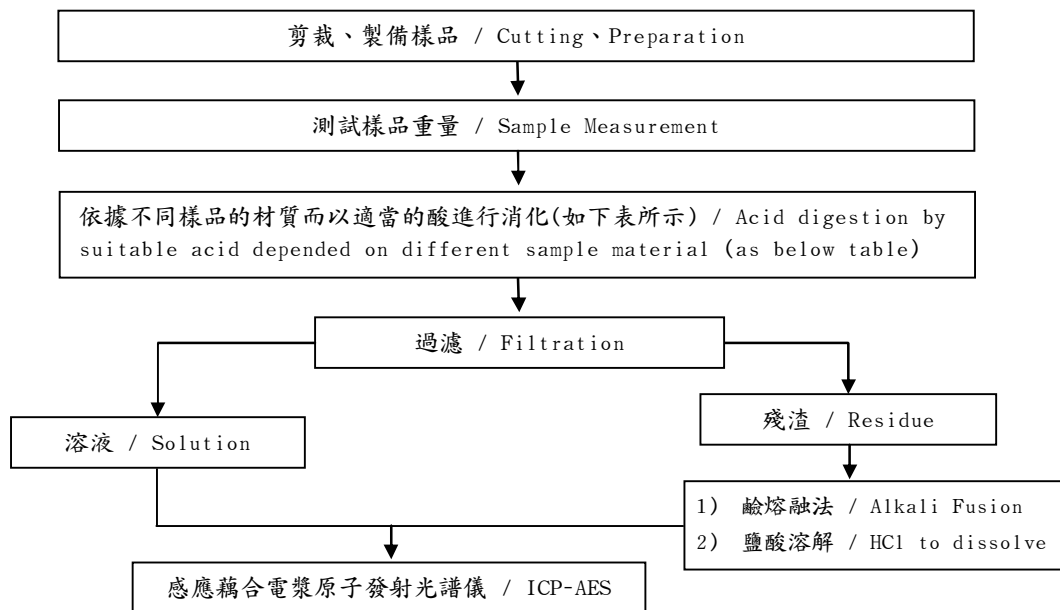 剪裁、製備樣品 / Cutting、Preparation
測試樣品重量 / Sample Measurement
依據不同樣品的材質而以適當的酸進行消化(如下表所示) / Acid digestion by
suitable acid depended on different sample material (as below table)
過濾 / Filtration
溶液 / Solution
殘渣 / Residue
1) 鹼熔融法 / Alkali Fusion
2) 鹽酸溶解 / HCl to dissolve
感應藕合電漿原子發射光譜儀 / ICP-AES